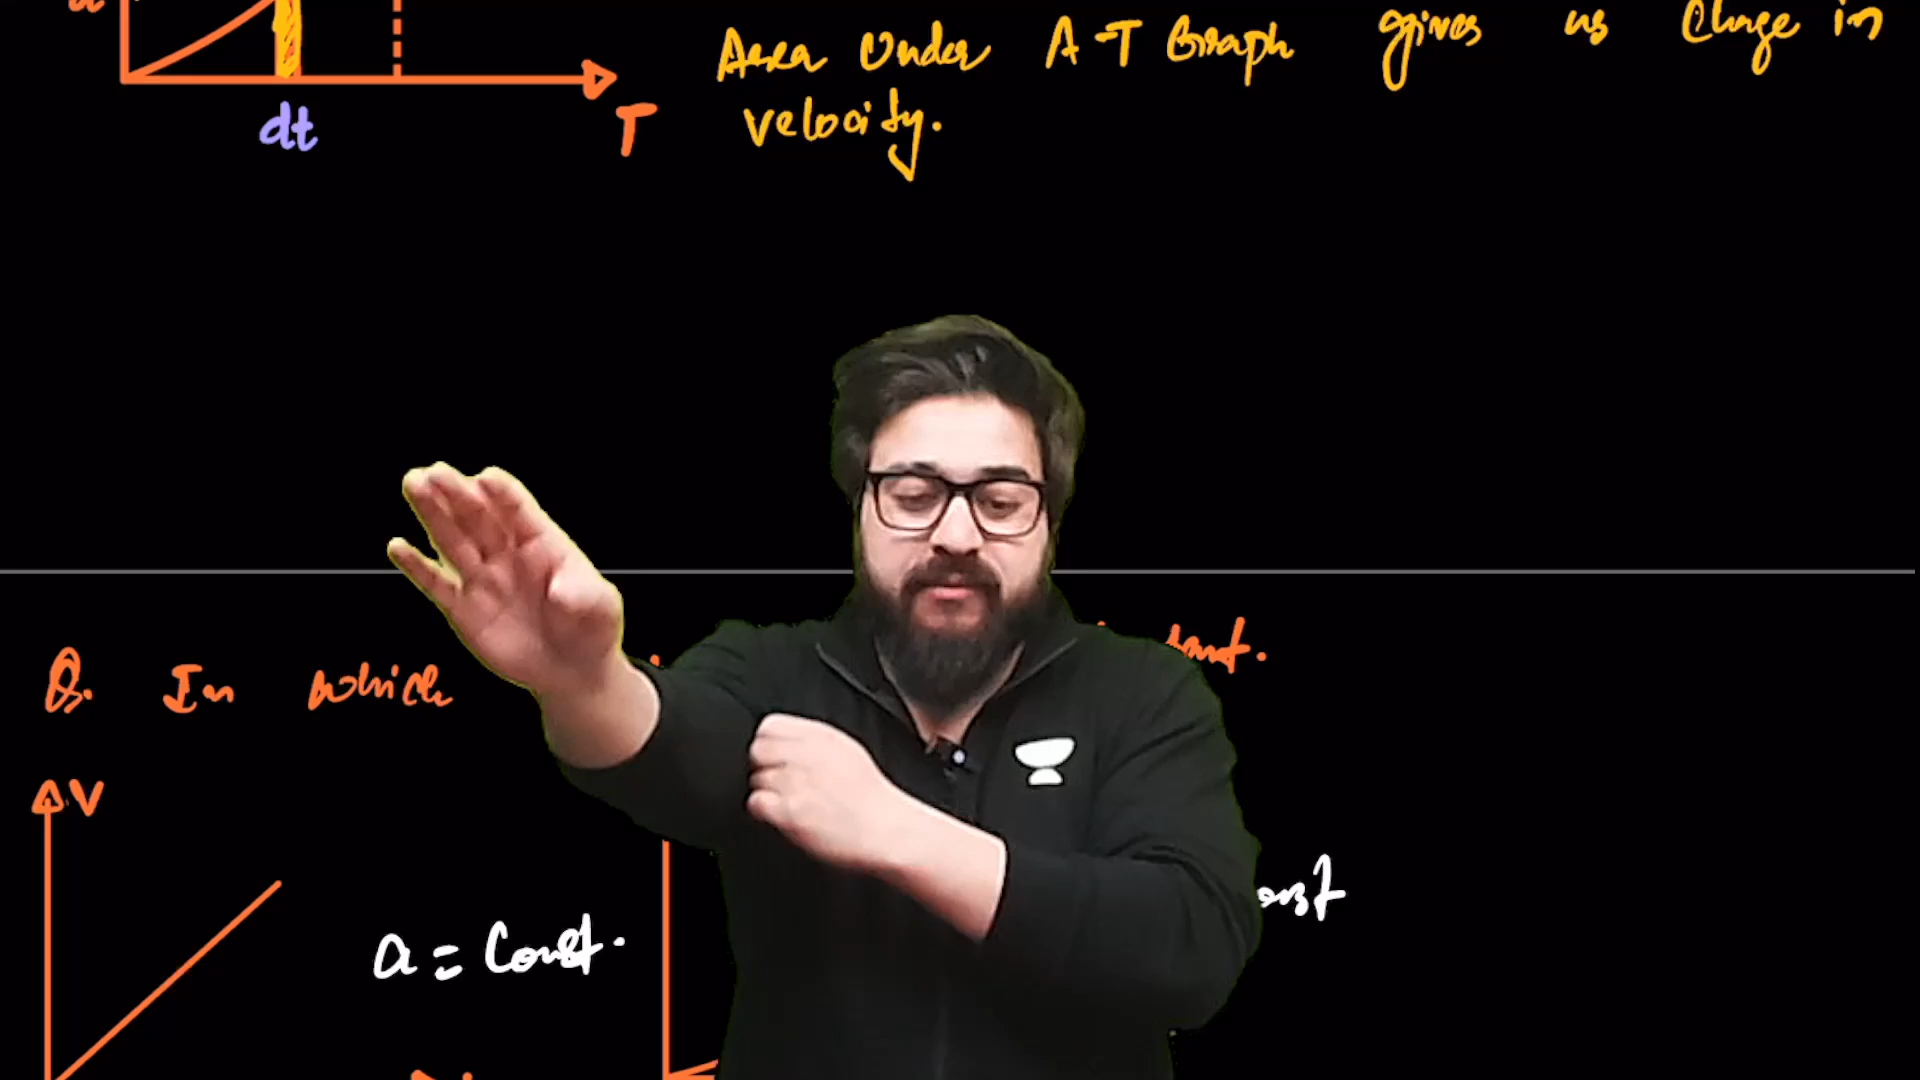 Area Under A-T Graph gives us Change in
velocity.
dt
T
Q. In which
V
a = Const.